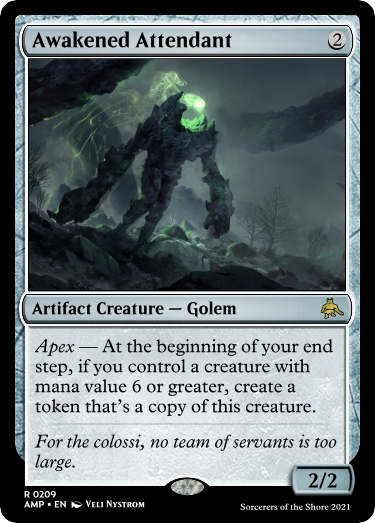 Awakened Attendant 2
Artifact Creature — Golem
Apex — At the beginning of your end
step, if you control a creature with
mana value 6 or greater, create a
token that's a copy of this creature.
For the colossi, no team of servants is too
large.
2/2
R 0209
AMP • EN VELI NYSTROM
Sorcerers of the Shore 2021